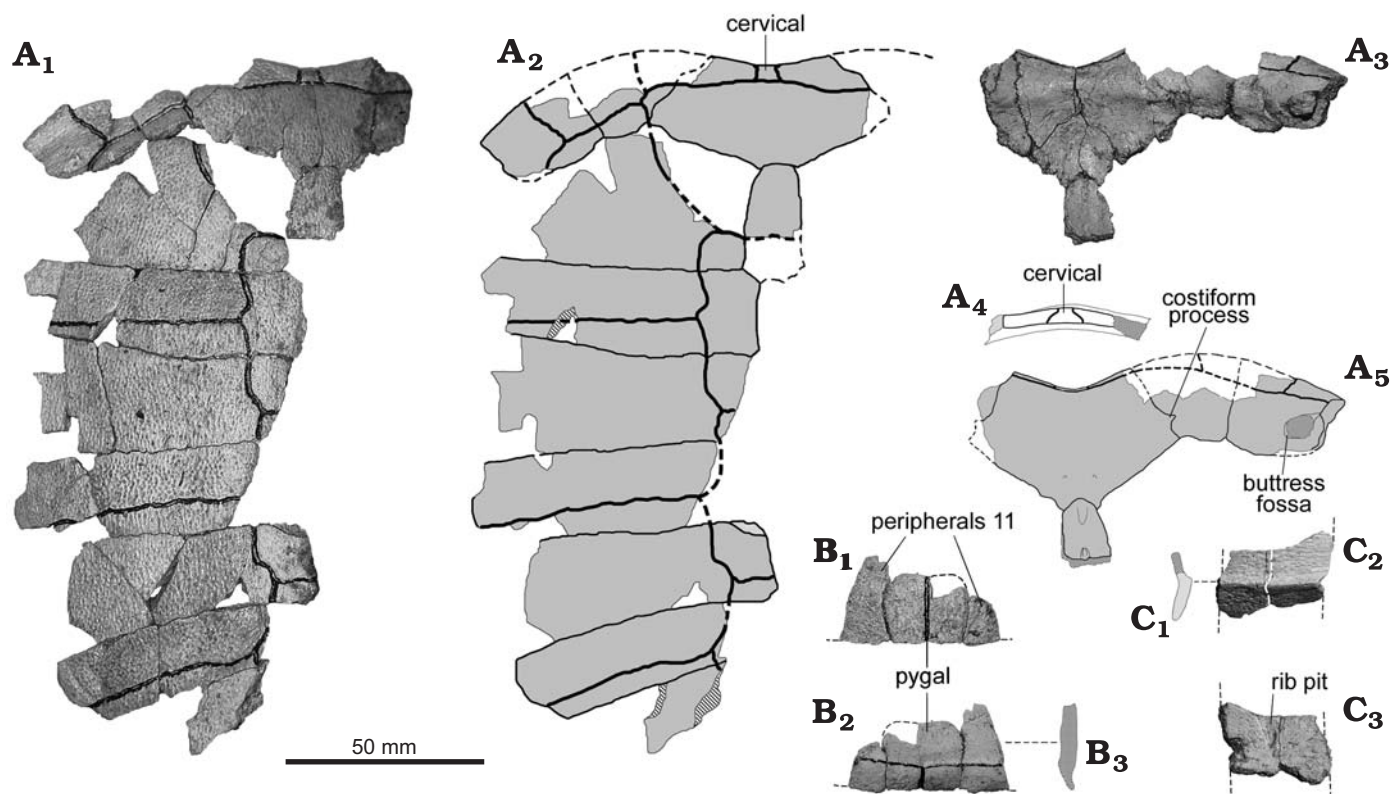 A1
A2
cervical
A3
A4
cervical
costiform
process
A5
buttress
fossa
B1
peripherals 11
pygal
B2
B3
C1
C2
rib pit
C3
50 mm